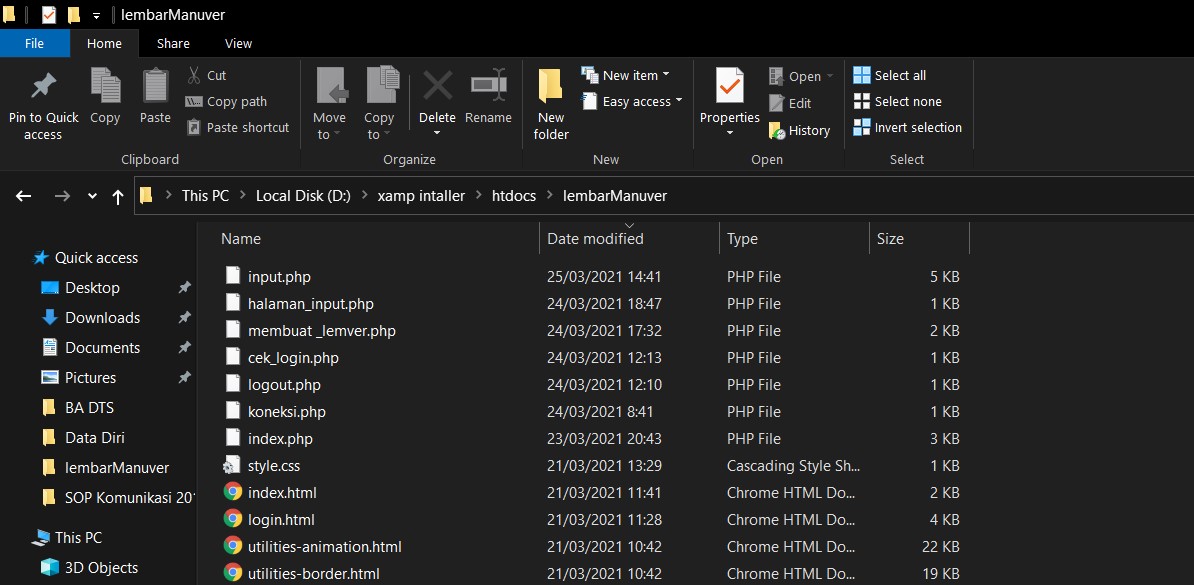 lembarManuver
File Home Share View
Pin to Quick access
Copy
Paste
Cut
Copy path
Paste shortcut
Clipboard
Move to
Copy to
Delete
Rename
Organize
New folder
New item
Easy access
New
Properties
Open
Edit
History
Open
Select all
Select none
Invert selection
Select
This PC > Local Disk (D:) > xamp intaller > htdocs > lembarManuver
Quick access
Desktop
Downloads
Documents
Pictures
BA DTS
Data Diri
lembarManuver
SOP Komunikasi 20
This PC
3D Objects
Name Date modified Type Size
input.php 25/03/2021 14:41 PHP File 5 KB
halaman_input.php 24/03/2021 18:47 PHP File 1 KB
membuat _lemver.php 24/03/2021 17:32 PHP File 2 KB
cek_login.php 24/03/2021 12:13 PHP File 1 KB
logout.php 24/03/2021 12:10 PHP File 1 KB
koneksi.php 24/03/2021 8:41 PHP File 1 KB
index.php 23/03/2021 20:43 PHP File 3 KB
style.css 21/03/2021 13:29 Cascading Style Sh... 1 KB
index.html 21/03/2021 11:41 Chrome HTML Do... 2 KB
login.html 21/03/2021 11:28 Chrome HTML Do... 4 KB
utilities-animation.html 21/03/2021 10:42 Chrome HTML Do... 22 KB
utilities-border.html 21/03/2021 10:42 Chrome HTML Do... 19 KB